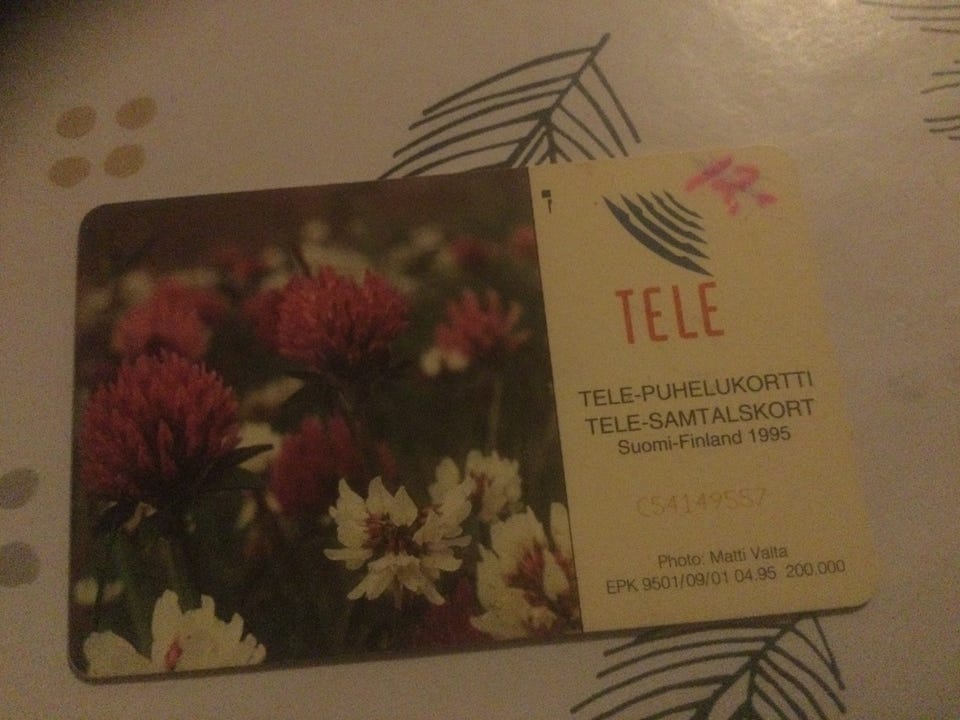 TELE
TELE-PUHELUKORTTI
TELE-SAMTALSKORT
Suomi-Finland 1995
C54149557
Photo: Matti Valta
EPK 9501/09/01 04.95 200.000